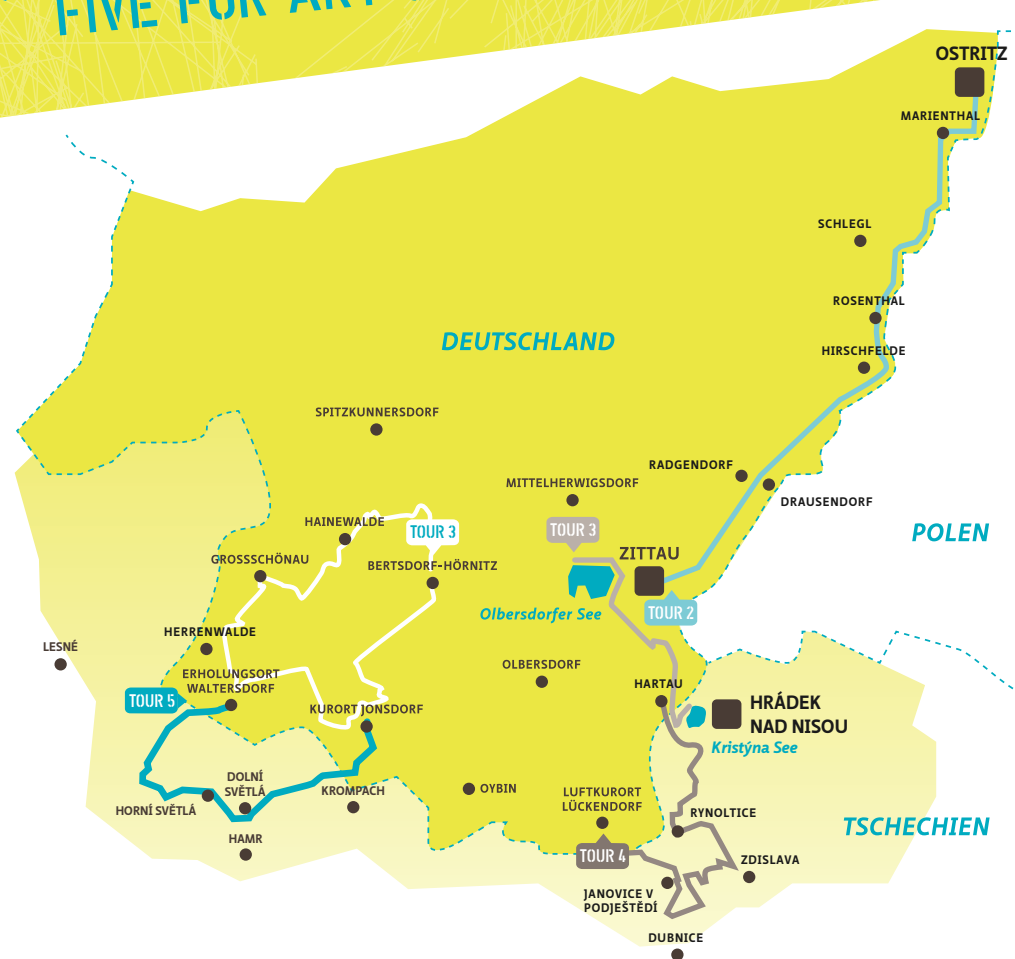 FIVE FÜR ART
OSTRITZ
MARIENTHAL
SCHLEGL
ROSENTHAL
DEUTSCHLAND
HIRSCHFELDE
SPITZKUNNERSDORF
RADGENDORF
MITTELHERWIGSDORF
DRAUSENDORF
HAINEWALDE
TOUR 3
TOUR 3
POLEN
ZITTAU
GROSSSCHÖNAU
BERTSDORF-HÖRNITZ
Olbersdorfer See
TOUR 2
HERRENWALDE
LESNÉ
OLBERSDORF
ERHOLUNGSORT
WALTERSDORF
HARTAU
TOUR 5
KURORT JONSDORF
HRÁDEK
NAD NISOU
Kristýna See
DOLNÍ
SVĚTLÁ
KROMPACH
OYBIN
LUFTKURORT
LÜCKENDORF
HORNÍ SVĚTLÁ
RYNOLTICE
TSCHECHIEN
HAMR
TOUR 4
ZDISLAVA
JANOVICE V
PODJEŠTĚDÍ
DUBNICE